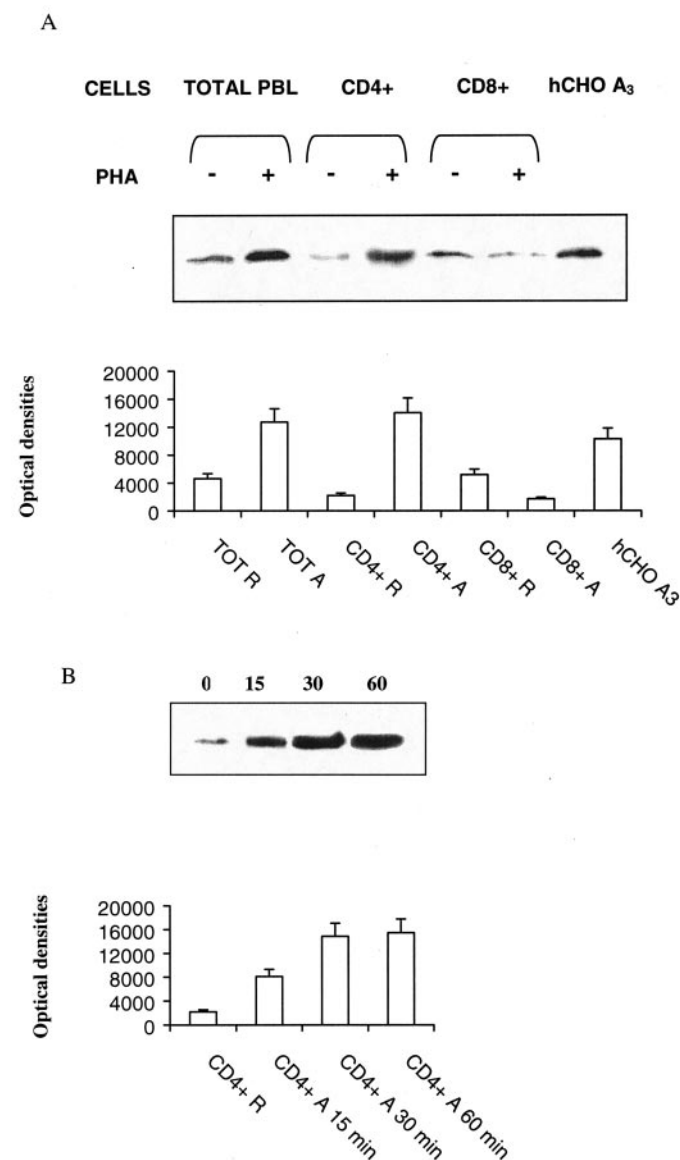 A
CELLS TOTAL PBL CD4+ CD8+ hCHO A3
PHA - + - + - +
Optical densities
20000
16000
12000
8000
4000
0
TOT R TOT A CD4+ R CD4+ A CD8+ R CD8+ A hCHO A3
B
0 15 30 60
Optical densities
20000
16000
12000
8000
4000
0
CD4+ R CD4+ A 15 min CD4+ A 30 min CD4+ A 60 min